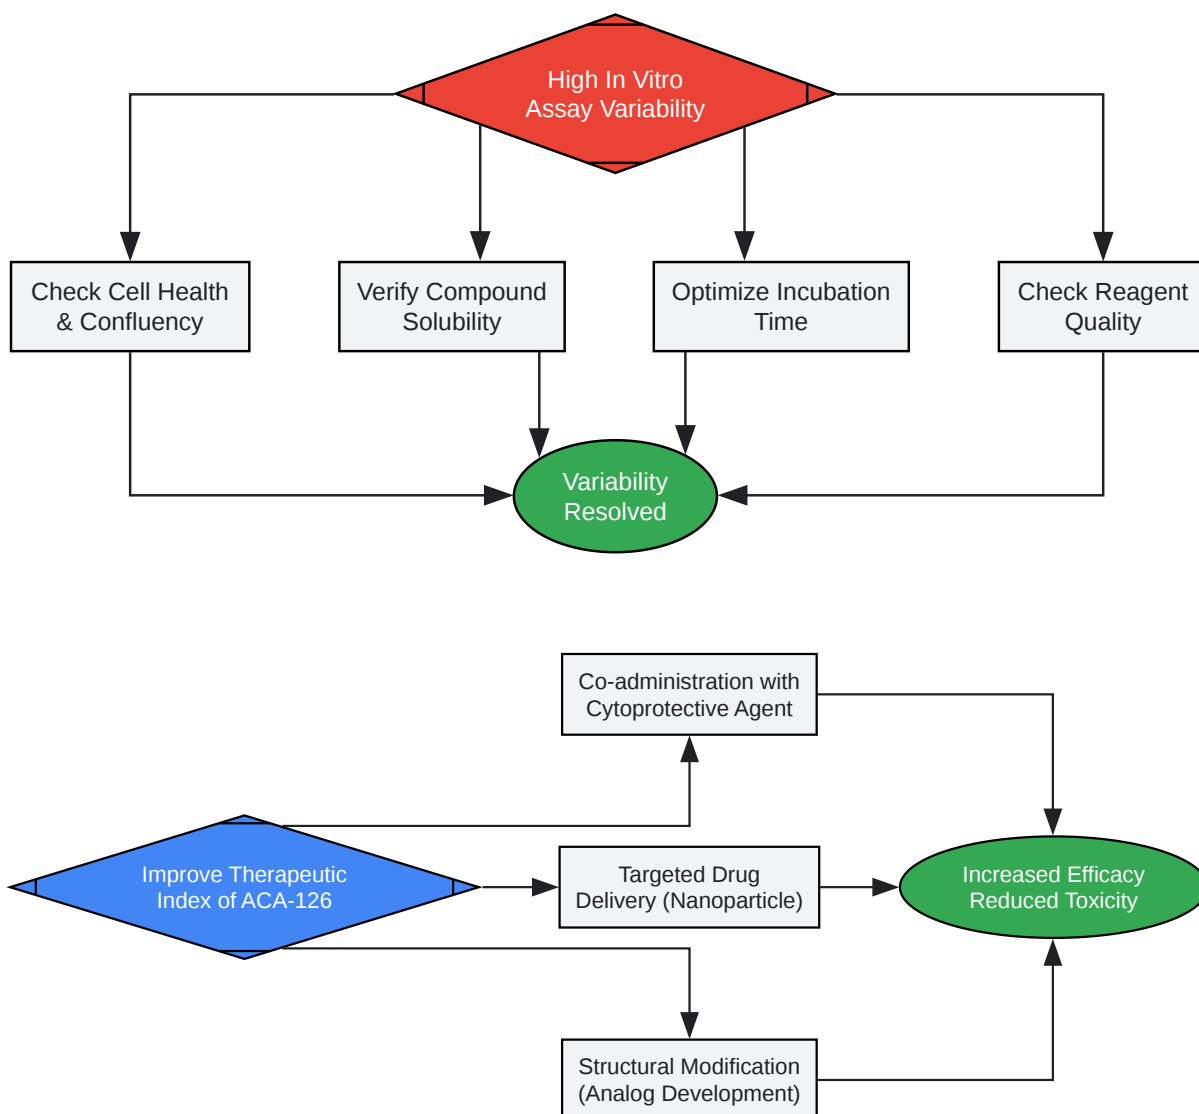 High In Vitro
Assay Variability
Check Cell Health
& Confluency
Verify Compound
Solubility
Optimize Incubation
Time
Check Reagent
Quality
Variability
Resolved
Co-administration with
Cytoprotective Agent
Improve Therapeutic
Index of ACA-126
Targeted Drug
Delivery (Nanoparticle)
Increased Efficacy
Reduced Toxicity
Structural Modification
(Analog Development)